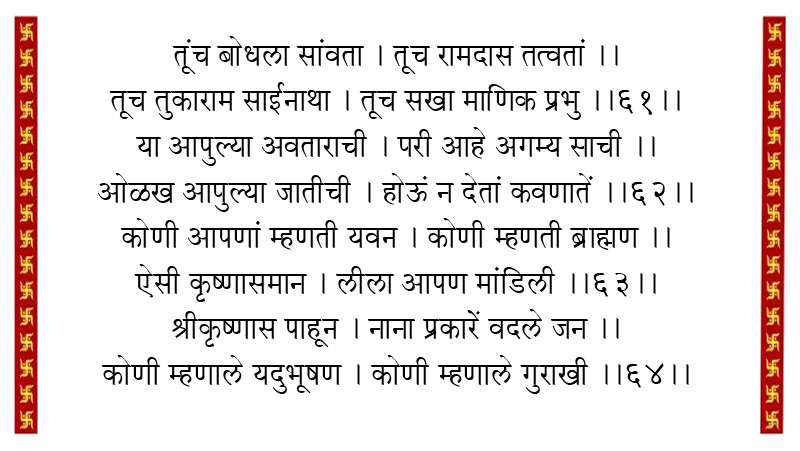 तूंच बोधला सांवता । तूच रामदास तत्वतां ।।
तूच तुकाराम साईनाथा । तूच सखा माणिक प्रभु ।।६१।।
या आपुल्या अवताराची । परी आहे अगम्य साची ।।
ओळख आपुल्या जातीची । होऊं न देतां कवणातें ।।६२।।
कोणी आपणां म्हणती यवन । कोणी म्हणती ब्राह्मण ।।
ऐसी कृष्णासमान । लीला आपण मांडिली ।।६३।।
श्रीकृष्णास पाहून । नाना प्रकारें वदले जन ।।
कोणी म्हणाले यदुभूषण । कोणी म्हणाले गुराखी ।।६४।।